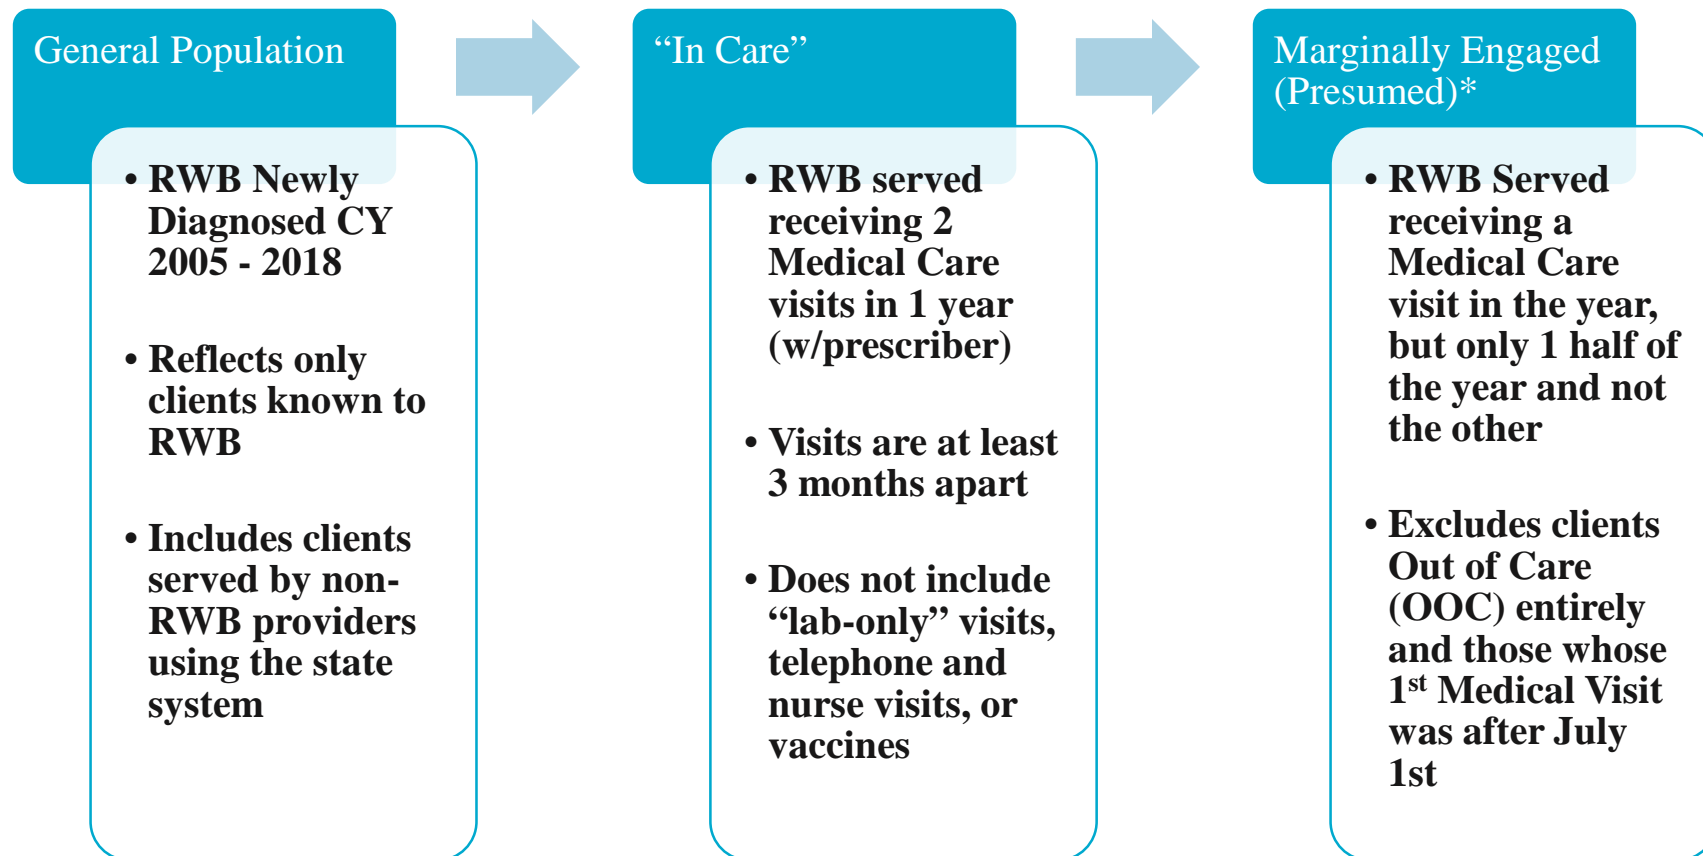 General Population
• RWB Newly
Diagnosed CY
2005 - 2018
• Reflects only
clients known to
RWB
• Includes clients
served by non-
RWB providers
using the state
system
“In Care”
• RWB served
receiving 2
Medical Care
visits in 1 year
(w/prescriber)
• Visits are at least
3 months apart
• Does not include
“lab-only” visits,
telephone and
nurse visits, or
vaccines
Marginally Engaged
(Presumed)*
• RWB Served
receiving a
Medical Care
visit in the year,
but only 1 half of
the year and not
the other
• Excludes clients
Out of Care
(OOC) entirely
and those whose
1st Medical Visit
was after July
1st